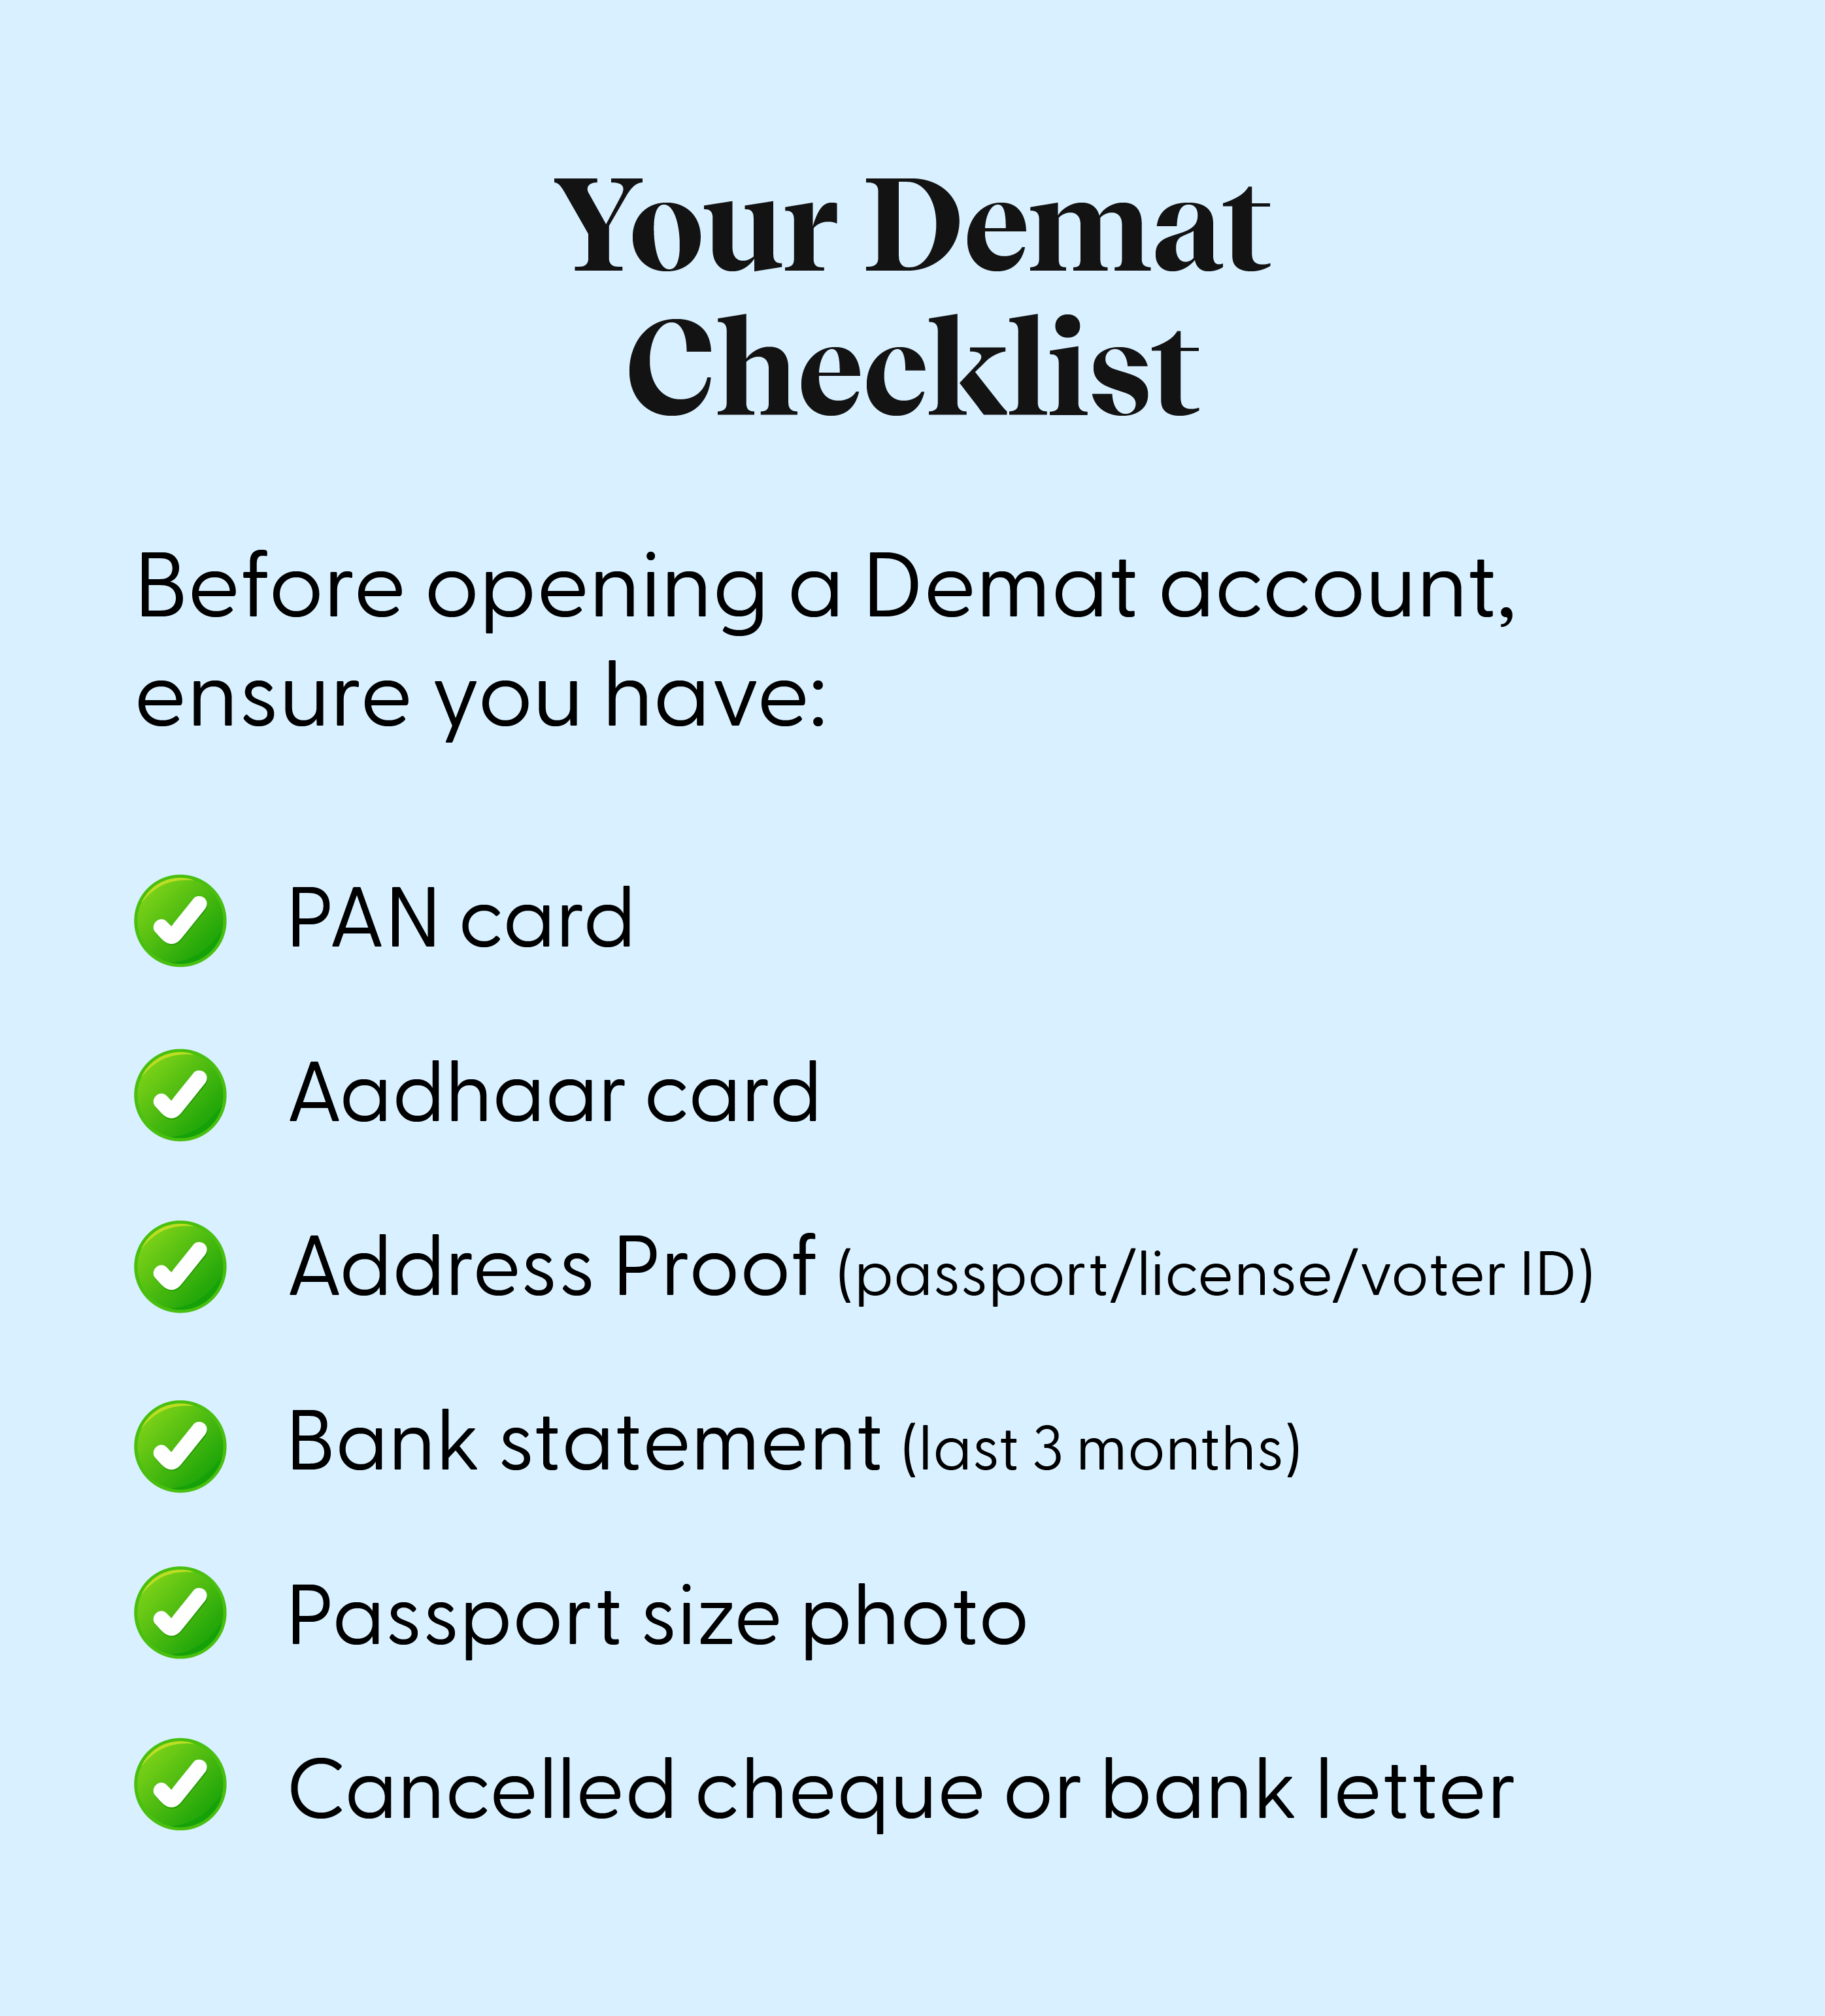 Your Demat
Checklist
Before opening a Demat account,
ensure you have:
PAN card
Aadhaar card
Address Proof (passport/license/voter ID)
Bank statement (last 3 months)
Passport size photo
Cancelled cheque or bank letter